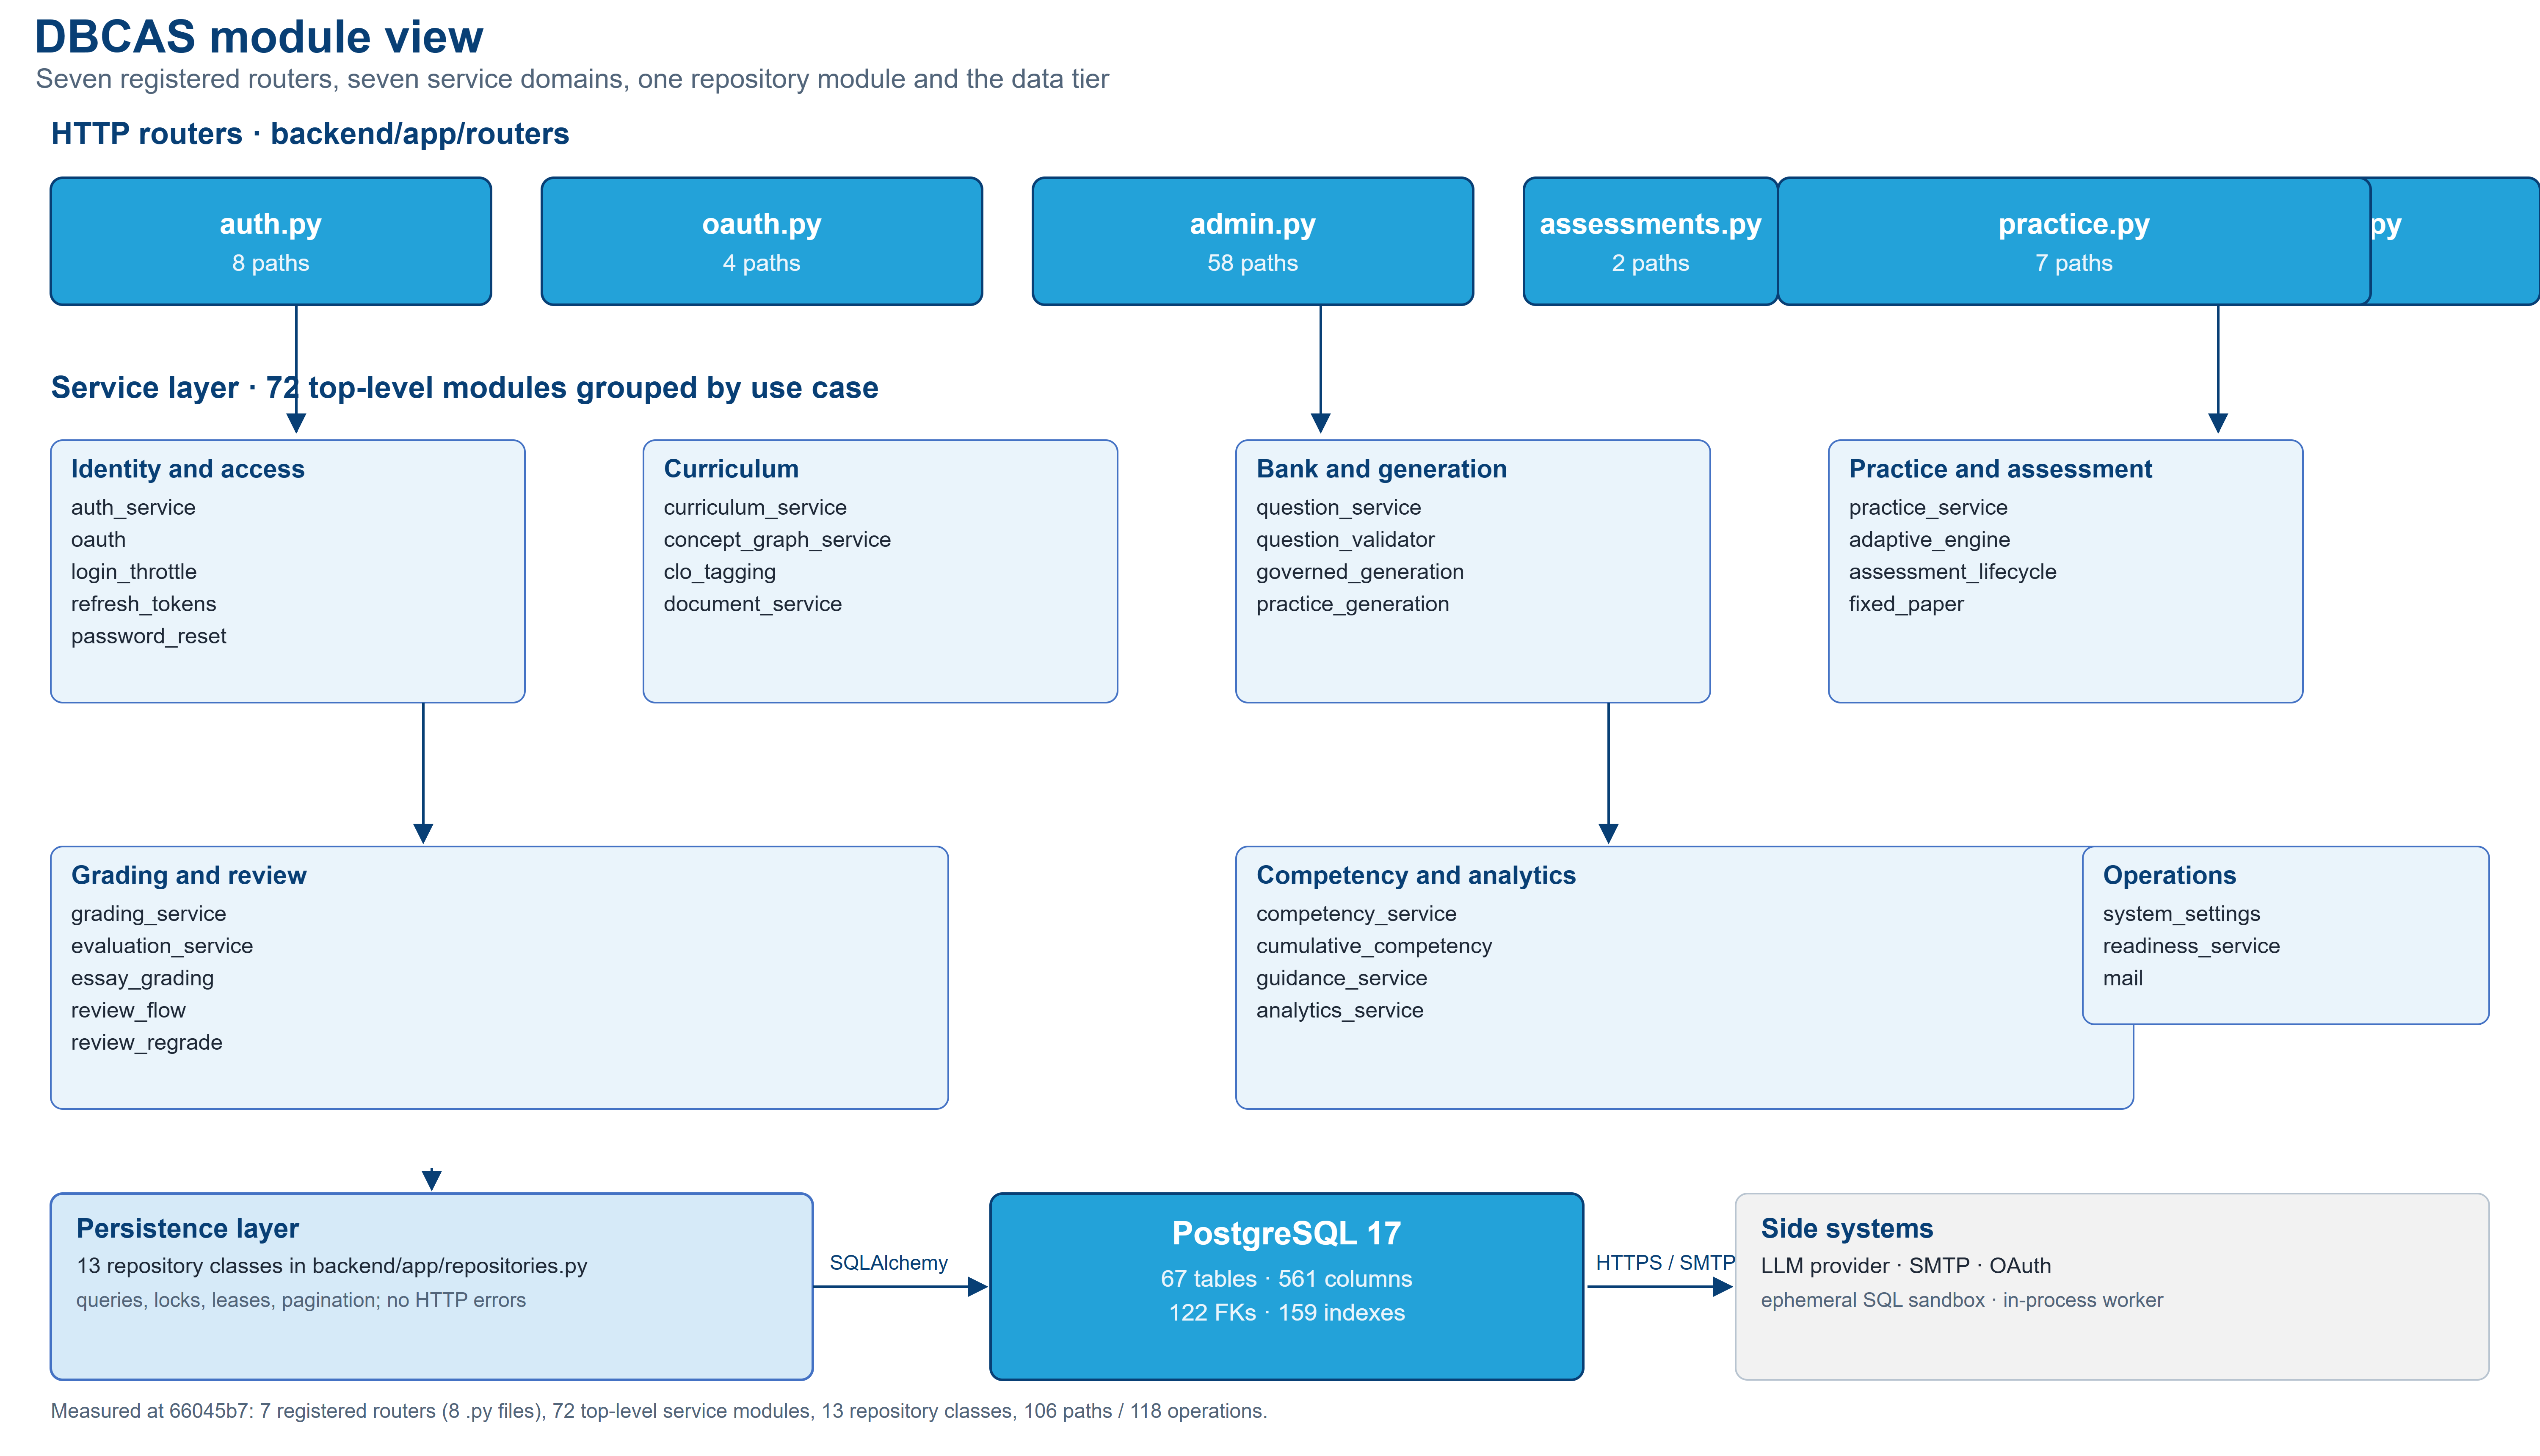 DBCAS module view
Seven registered routers, seven service domains, one repository module and the data tier
HTTP routers · backend/app/routers
auth.py
8 paths
oauth.py
4 paths
admin.py
58 paths
assessments.py
2 paths
practice.py
7 paths
py
Service layer · 72 top-level modules grouped by use case
Identity and access
auth_service
oauth
login_throttle
refresh_tokens
password_reset
Curriculum
curriculum_service
concept_graph_service
clo_tagging
document_service
Bank and generation
question_service
question_validator
governed_generation
practice_generation
Practice and assessment
practice_service
adaptive_engine
assessment_lifecycle
fixed_paper
Grading and review
grading_service
evaluation_service
essay_grading
review_flow
review_regrade
Competency and analytics
competency_service
cumulative_competency
guidance_service
analytics_service
Operations
system_settings
readiness_service
mail
Persistence layer
13 repository classes in backend/app/repositories.py
queries, locks, leases, pagination; no HTTP errors
SQLAlchemy
PostgreSQL 17
67 tables · 561 columns
122 FKs · 159 indexes
HTTPS / SMTP
Side systems
LLM provider · SMTP · OAuth
ephemeral SQL sandbox · in-process worker
Measured at 66045b7: 7 registered routers (8 .py files), 72 top-level service modules, 13 repository classes, 106 paths / 118 operations.